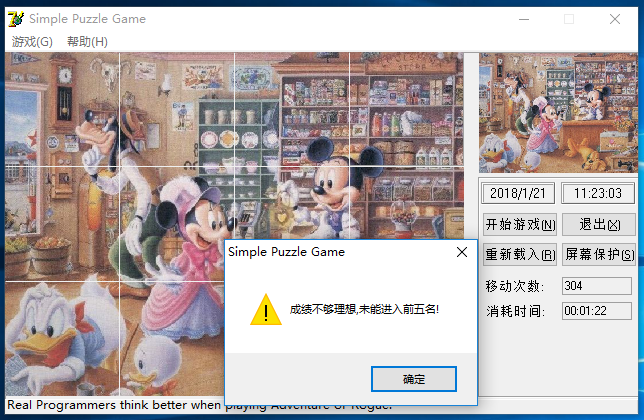 Simple Puzzle Game
游戏(G) 帮助(H)
2018/1/21 11:23:03
开始游戏(N) 退出(X)
重新载入(R) 屏幕保护(S)
移动次数: 304
消耗时间: 00:01:22
Simple Puzzle Game
成绩不够理想,未能进入前五名!
确定
Real Programmers think better when playing Adventure or Rogue.